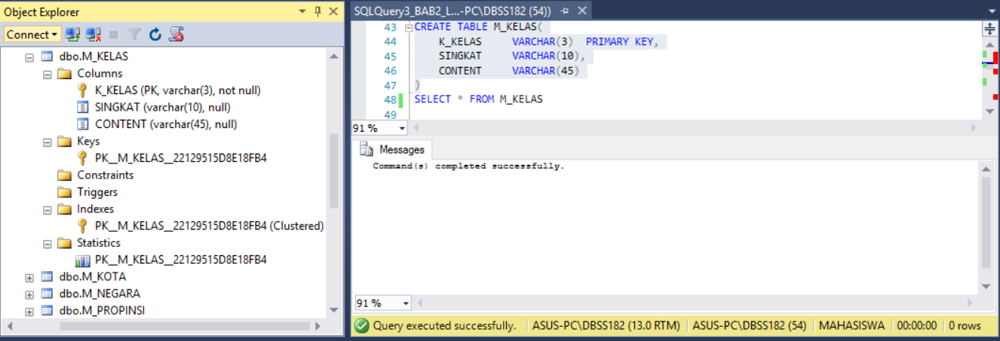 Object Explorer
Connect
dbo.M_KELAS
Columns
K_KELAS (PK, varchar(3), not null)
SINGKAT (varchar(10), null)
CONTENT (varchar(45), null)
Keys
PK__M_KELAS__22129515D8E18FB4
Constraints
Triggers
Indexes
PK__M_KELAS__22129515D8E18FB4 (Clustered)
Statistics
PK__M_KELAS__22129515D8E18FB4
dbo.M_KOTA
dbo.M_NEGARA
dbo.M_PROPINSI
SQLQuery3_BAB2_L...-PC\DBSS182 (54))
43 CREATE TABLE M_KELAS(
44 K_KELAS VARCHAR(3) PRIMARY KEY,
45 SINGKAT VARCHAR(10),
46 CONTENT VARCHAR(45)
47 )
48 SELECT * FROM M_KELAS
49
91 %
Messages
Command(s) completed successfully.
91 %
Query executed successfully. ASUS-PC\DBSS182 (13.0 RTM) ASUS-PC\DBSS182 (54) MAHASISWA 00:00:00 0 rows